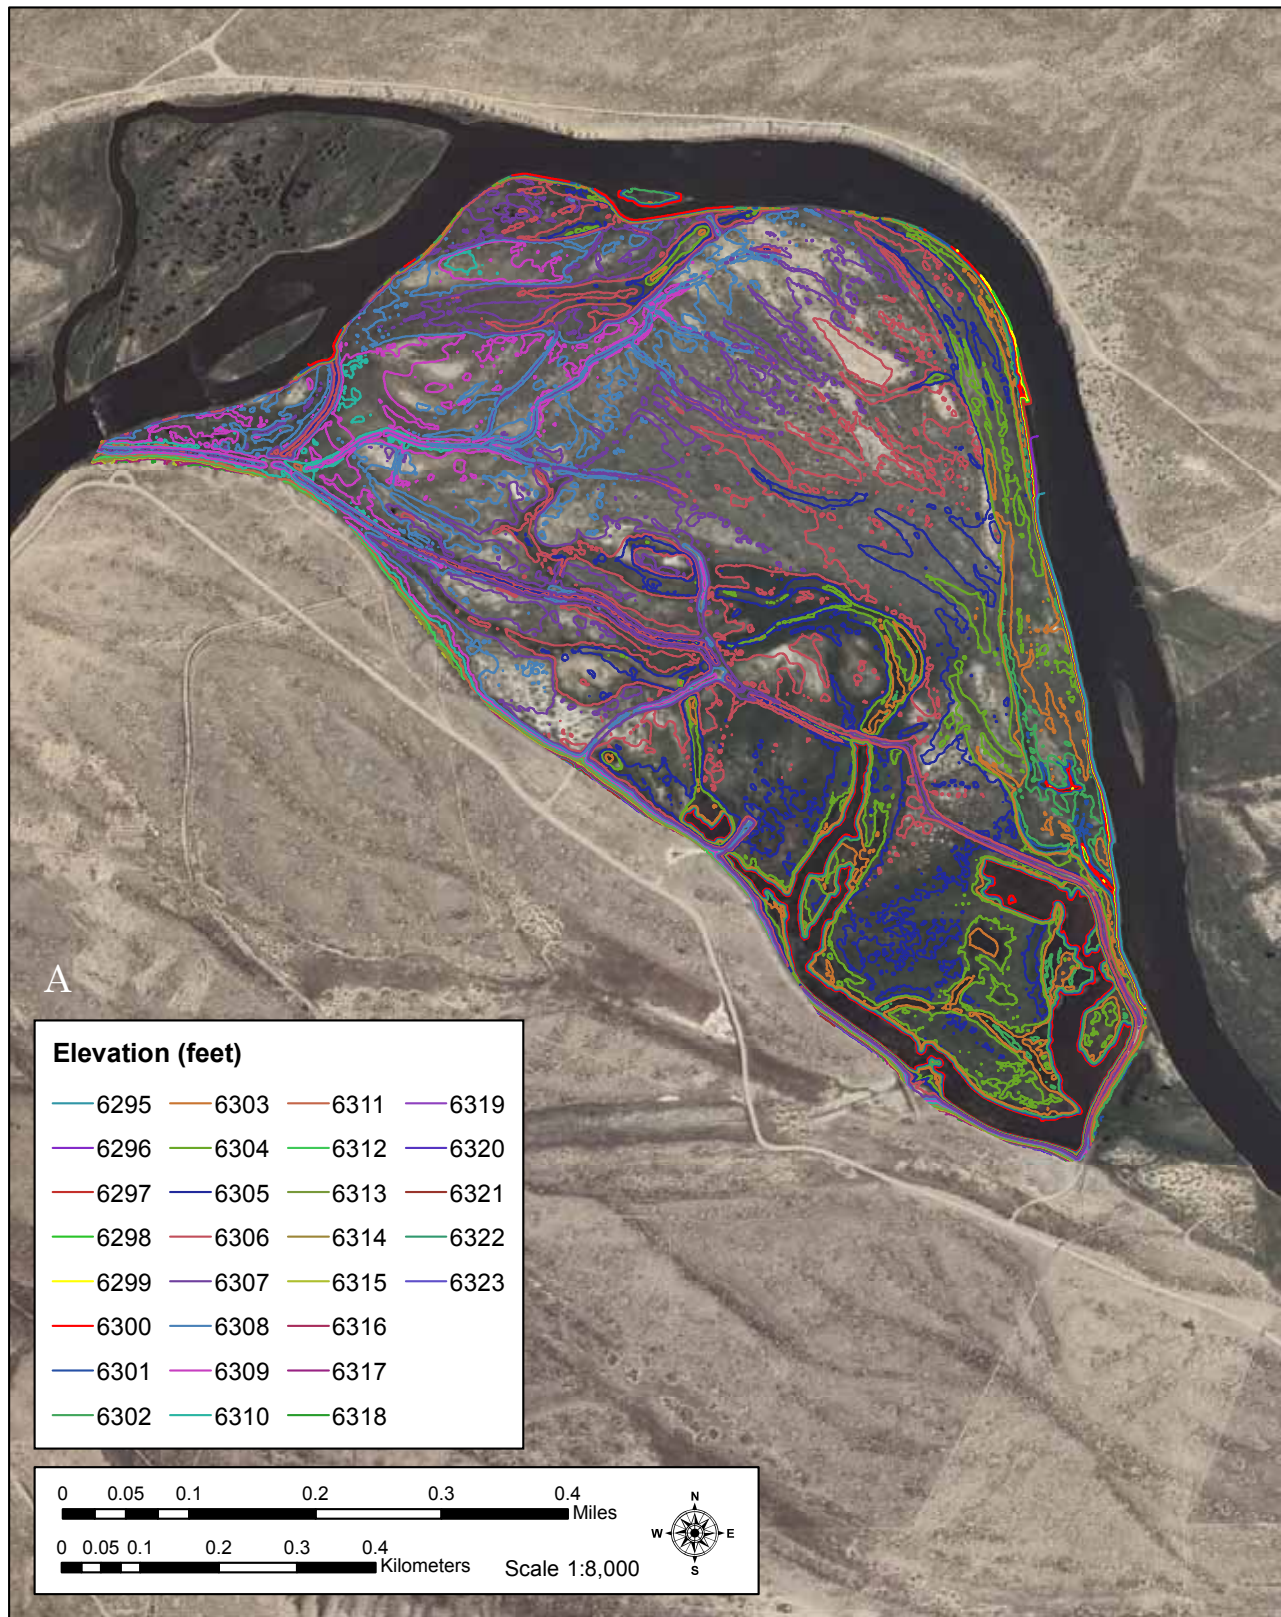 A
Elevation (feet)
6295 6303 6311 6319
6296 6304 6312 6320
6297 6305 6313 6321
6298 6306 6314 6322
6299 6307 6315 6323
6300 6308 6316
6301 6309 6317
6302 6310 6318
0 0.05 0.1 0.2 0.3 0.4
Miles
N
W E
S
0 0.05 0.1 0.2 0.3 0.4
Kilometers
Scale 1:8,000